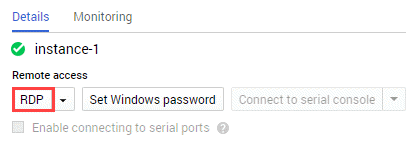 Details Monitoring
instance-1
Remote access
RDP Set Windows password Connect to serial console
Enable connecting to serial ports ?